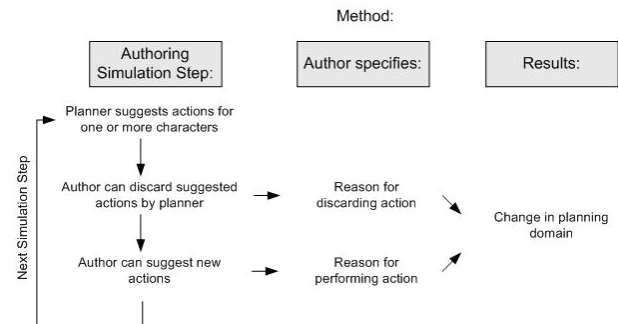 Method:
Authoring
Simulation Step:
Author specifies:
Results:
Planner suggests actions for
one or more characters
Author can discard suggested
actions by planner
Reason for
discarding action
Change in planning
domain
Author can suggest new
actions
Reason for
performing action
Next Simulation Step